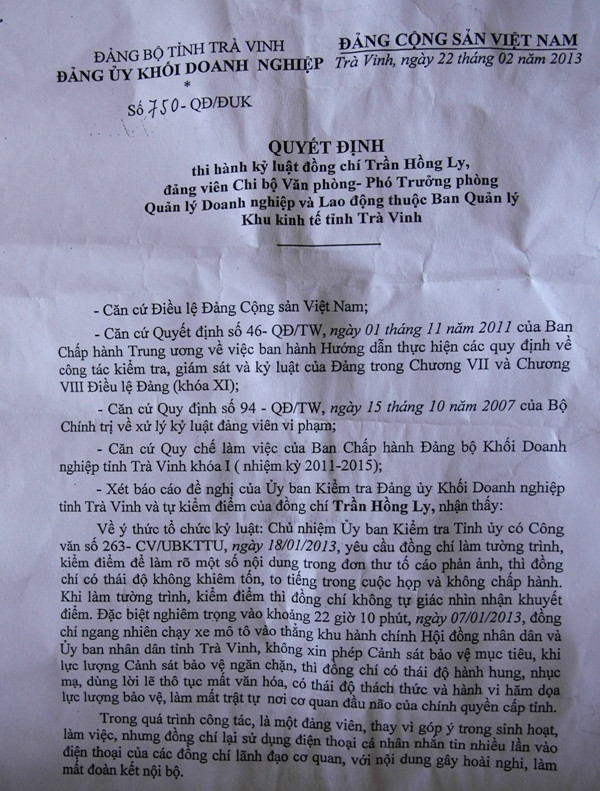 ĐẢNG BỘ TỈNH TRÀ VINH
ĐẢNG ỦY KHỐI DOANH NGHIỆP
*
Số 750-QĐ/ĐUK
ĐẢNG CỘNG SẢN VIỆT NAM
Trà Vinh, ngày 22 tháng 02 năm 2013
QUYẾT ĐỊNH
thi hành kỷ luật đồng chí Trần Hồng Ly,
đảng viên Chi bộ Văn phòng- Phó Trưởng phòng
Quản lý Doanh nghiệp và Lao động thuộc Ban Quản lý
Khu kinh tế tỉnh Trà Vinh
- Căn cứ Điều lệ Đảng Cộng sản Việt Nam;
- Căn cứ Quyết định số 46- QĐ/TW, ngày 01 tháng 11 năm 2011 của Ban
Chấp hành Trung ương về việc ban hành Hướng dẫn thực hiện các quy định về
công tác kiểm tra, giám sát và kỷ luật của Đảng trong Chương VII và Chương
VIII Điều lệ Đảng (khóa XI);
- Căn cứ Quy định số 94 - QĐ/TW, ngày 15 tháng 10 năm 2007 của Bộ
Chính trị về xử lý kỷ luật đảng viên vi phạm;
- Căn cứ Quy chế làm việc của Ban Chấp hành Đảng bộ Khối Doanh
nghiệp tỉnh Trà Vinh khóa I ( nhiệm kỳ 2011-2015);
- Xét báo cáo đề nghị của Ủy ban Kiểm tra Đảng ủy Khối Doanh nghiệp
tỉnh Trà Vinh và tự kiểm điểm của đồng chí Trần Hồng Ly, nhận thấy:
Về ý thức tổ chức kỷ luật: Chủ nhiệm Ủy ban Kiểm tra Tỉnh ủy có Công
văn số 263- CV/UBKTTU, ngày 18/01/2013, yêu cầu đồng chí làm tường trình,
kiểm điểm để làm rõ một số nội dung trong đơn thư tố cáo phản ảnh, thì đồng
chí có thái độ không khiêm tốn, to tiếng trong cuộc họp và không chấp hành.
Khi làm tường trình, kiểm điểm thì đồng chí không tự giác nhìn nhận khuyết
điểm. Đặc biệt nghiêm trọng vào khoảng 22 giờ 10 phút, ngày 07/01/2013, đồng
chí ngang nhiên chạy xe mô tô vào thẳng khu hành chính Hội đồng nhân dân và
Ủy ban nhân dân tỉnh Trà Vinh, không xin phép Cảnh sát bảo vệ mục tiêu, khi
lực lượng Cảnh sát bảo vệ ngăn chặn, thì đồng chí có thái độ hành hung, nhục
mạ, dùng lời lẽ thô tục mất văn hóa, có thái độ thách thức và hành vi hăm dọa
lực lượng bảo vệ, làm mất trật tự nơi cơ quan đầu não của chính quyền cấp tỉnh.
Trong quá trình công tác, là một đảng viên, thay vì góp ý trong sinh hoạt,
làm việc, nhưng đồng chí lại sử dụng điện thoại cá nhân nhắn tin nhiều lần vào
điện thoại của các đồng chí lãnh đạo cơ quan, với nội dung gây hoài nghi, làm
mất đoàn kết nội bộ.